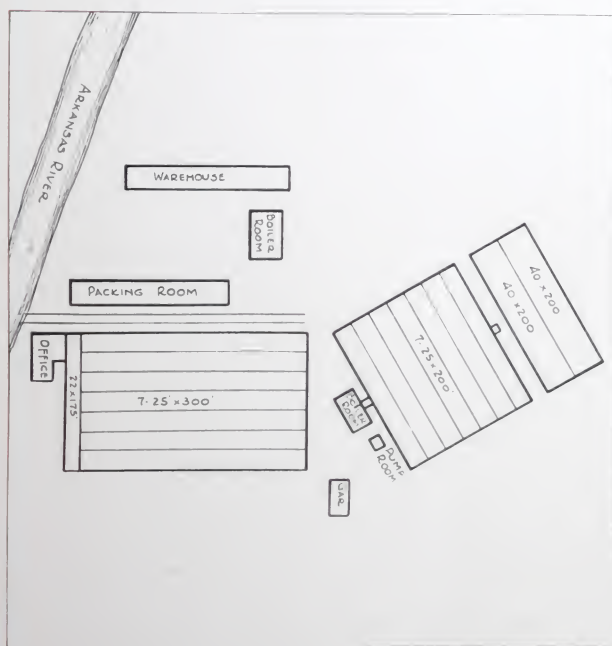 ARKANSAS RIVER
WAREHOUSE
BOILER
ROOM
PACKING ROOM
OFFICE
22 x 175'
7-25' x 300'
7-25' x 200'
40 x 200
40 x 200
ROOM
PUMP
ROOM